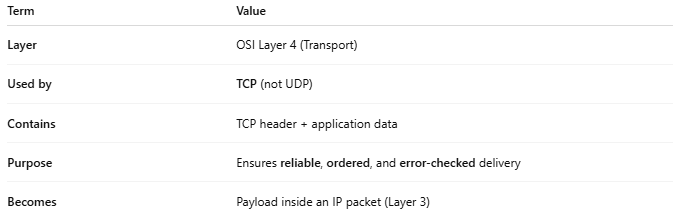 Term Value
Layer OSI Layer 4 (Transport)
Used by TCP (not UDP)
Contains TCP header + application data
Purpose Ensures reliable, ordered, and error-checked delivery
Becomes Payload inside an IP packet (Layer 3)